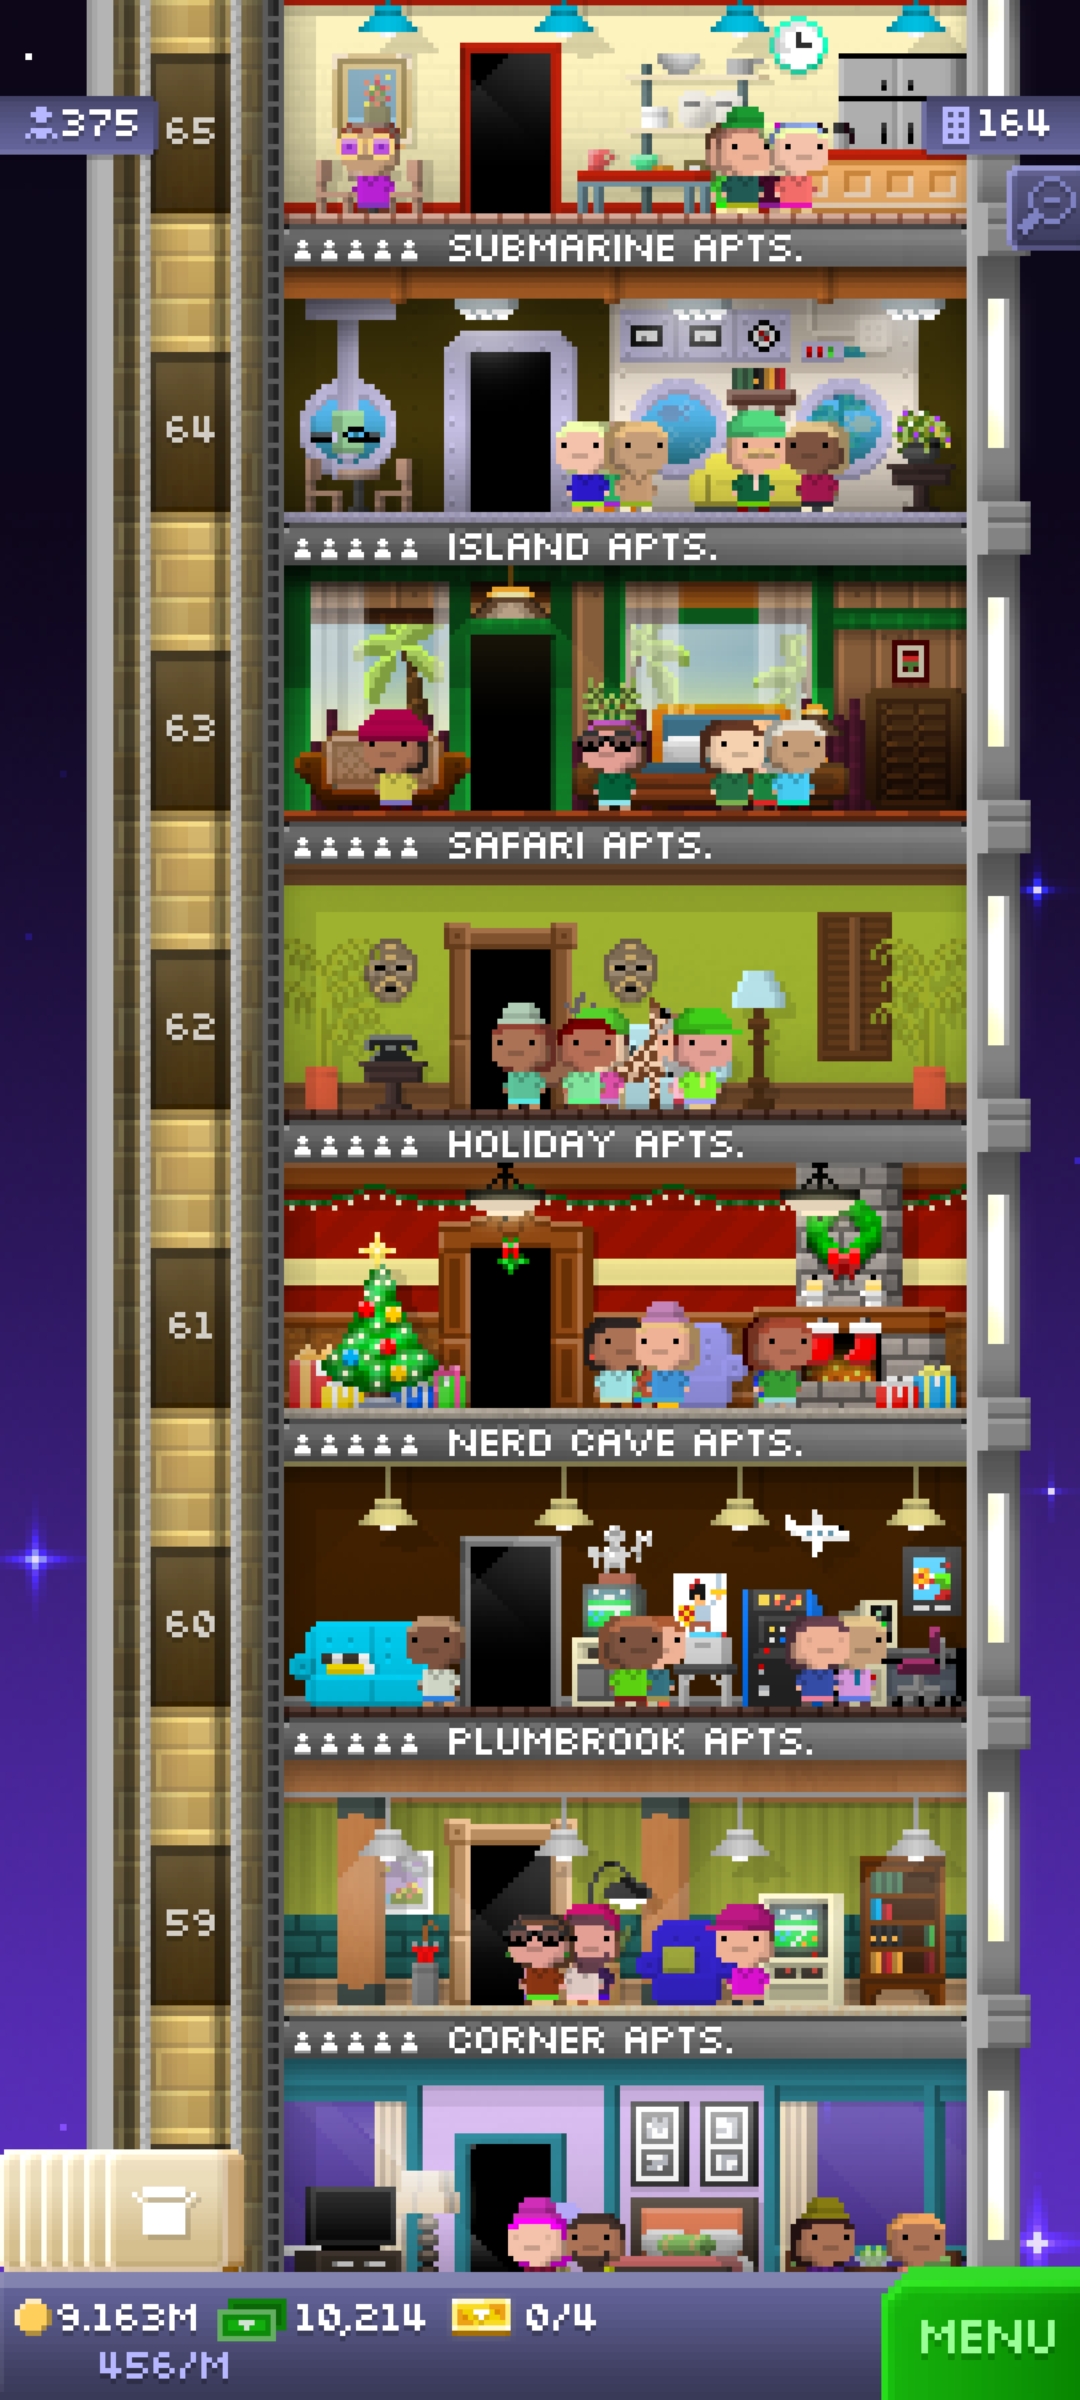 65
375
164
SUBMARINE APTS.
64
ISLAND APTS.
63
SAFARI APTS.
62
HOLIDAY APTS.
61
NERD CAVE APTS.
60
PLUMBROOK APTS.
59
CORNER APTS.
9.163M 10,214 0/4
456/M
MENU